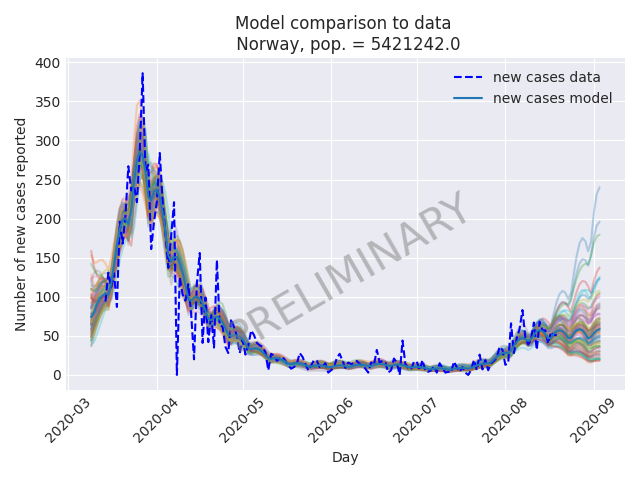 Model comparison to data
Norway, pop. = 5421242.0
Number of new cases reported
400
350
300
250
200
150
100
50
0
new cases data
new cases model
PRELIMINARY
2020-03
2020-04
2020-05
2020-06
2020-07
2020-08
2020-09
Day